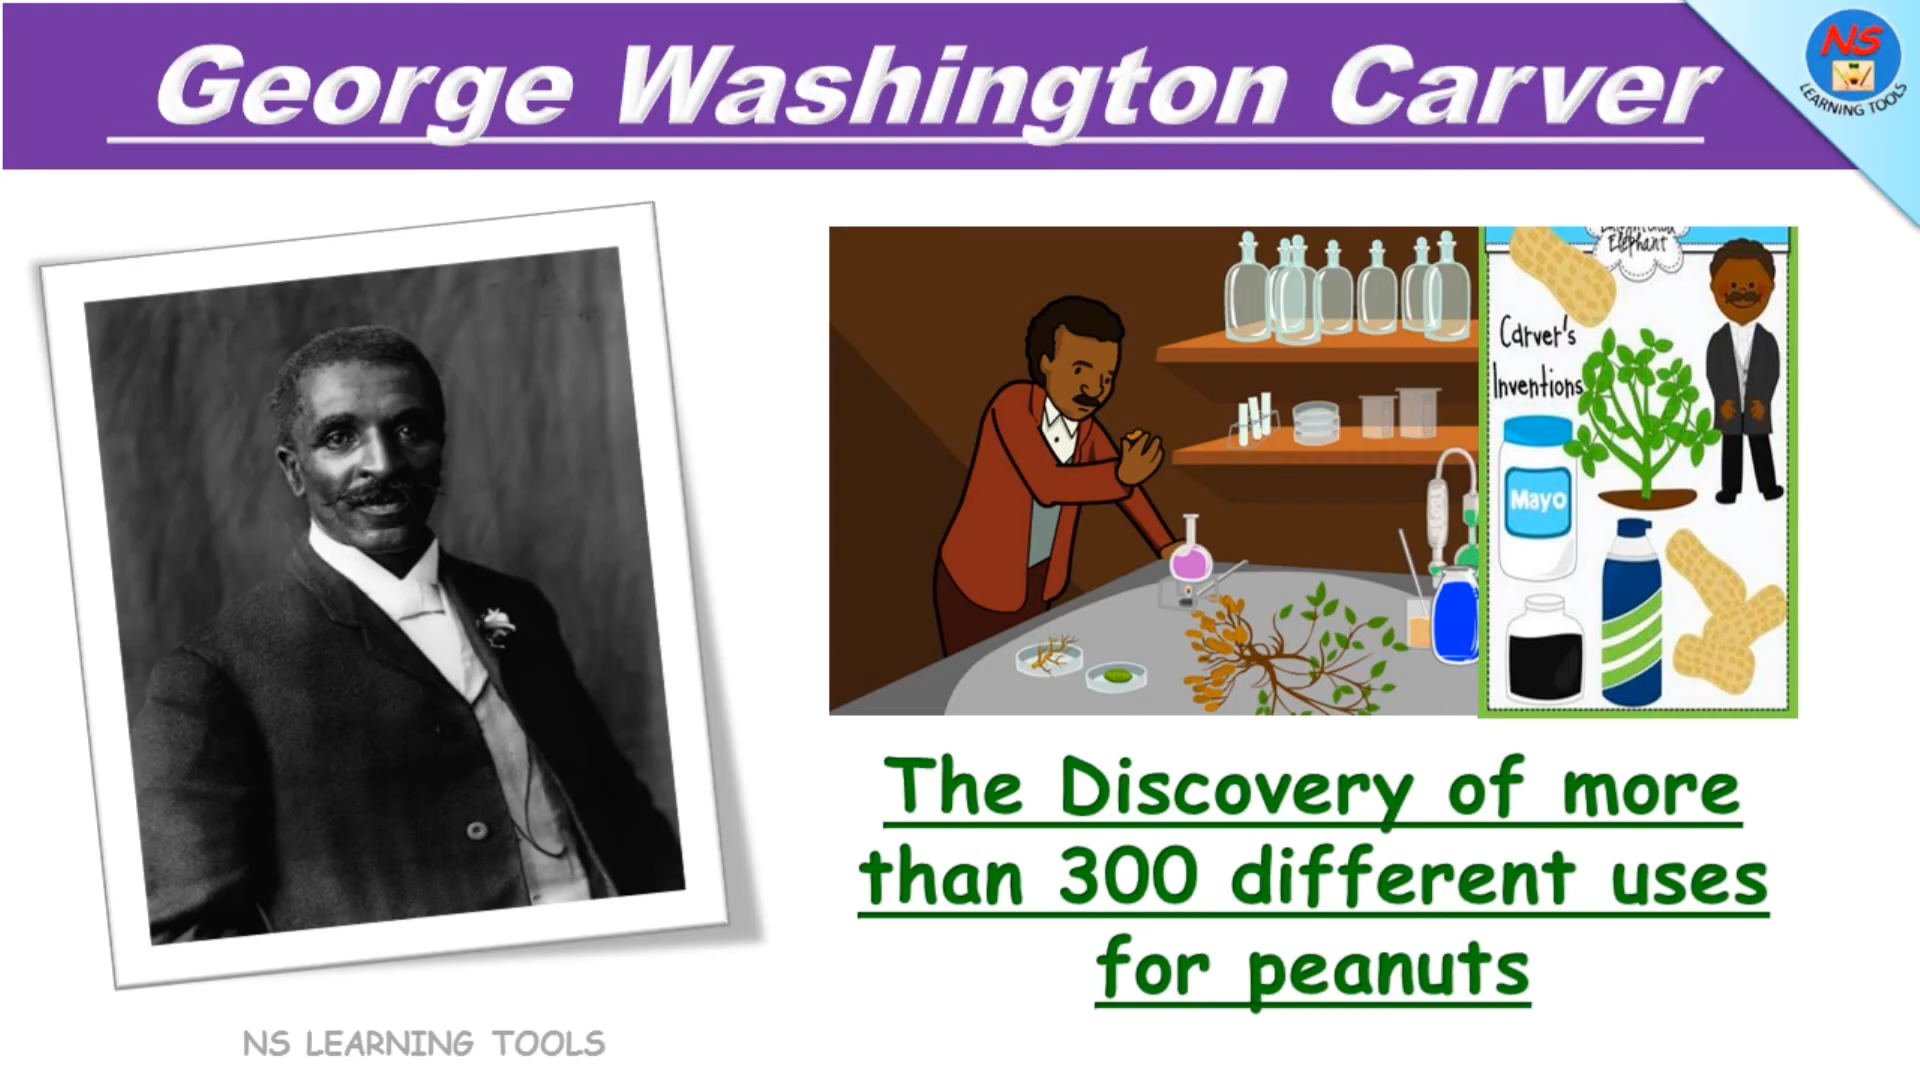 George Washington Carver
NS
LEARNING TOOLS
Elephant
Carver's
Inventions
Mayo
The Discovery of more
than 300 different uses
for peanuts
NS LEARNING TOOLS